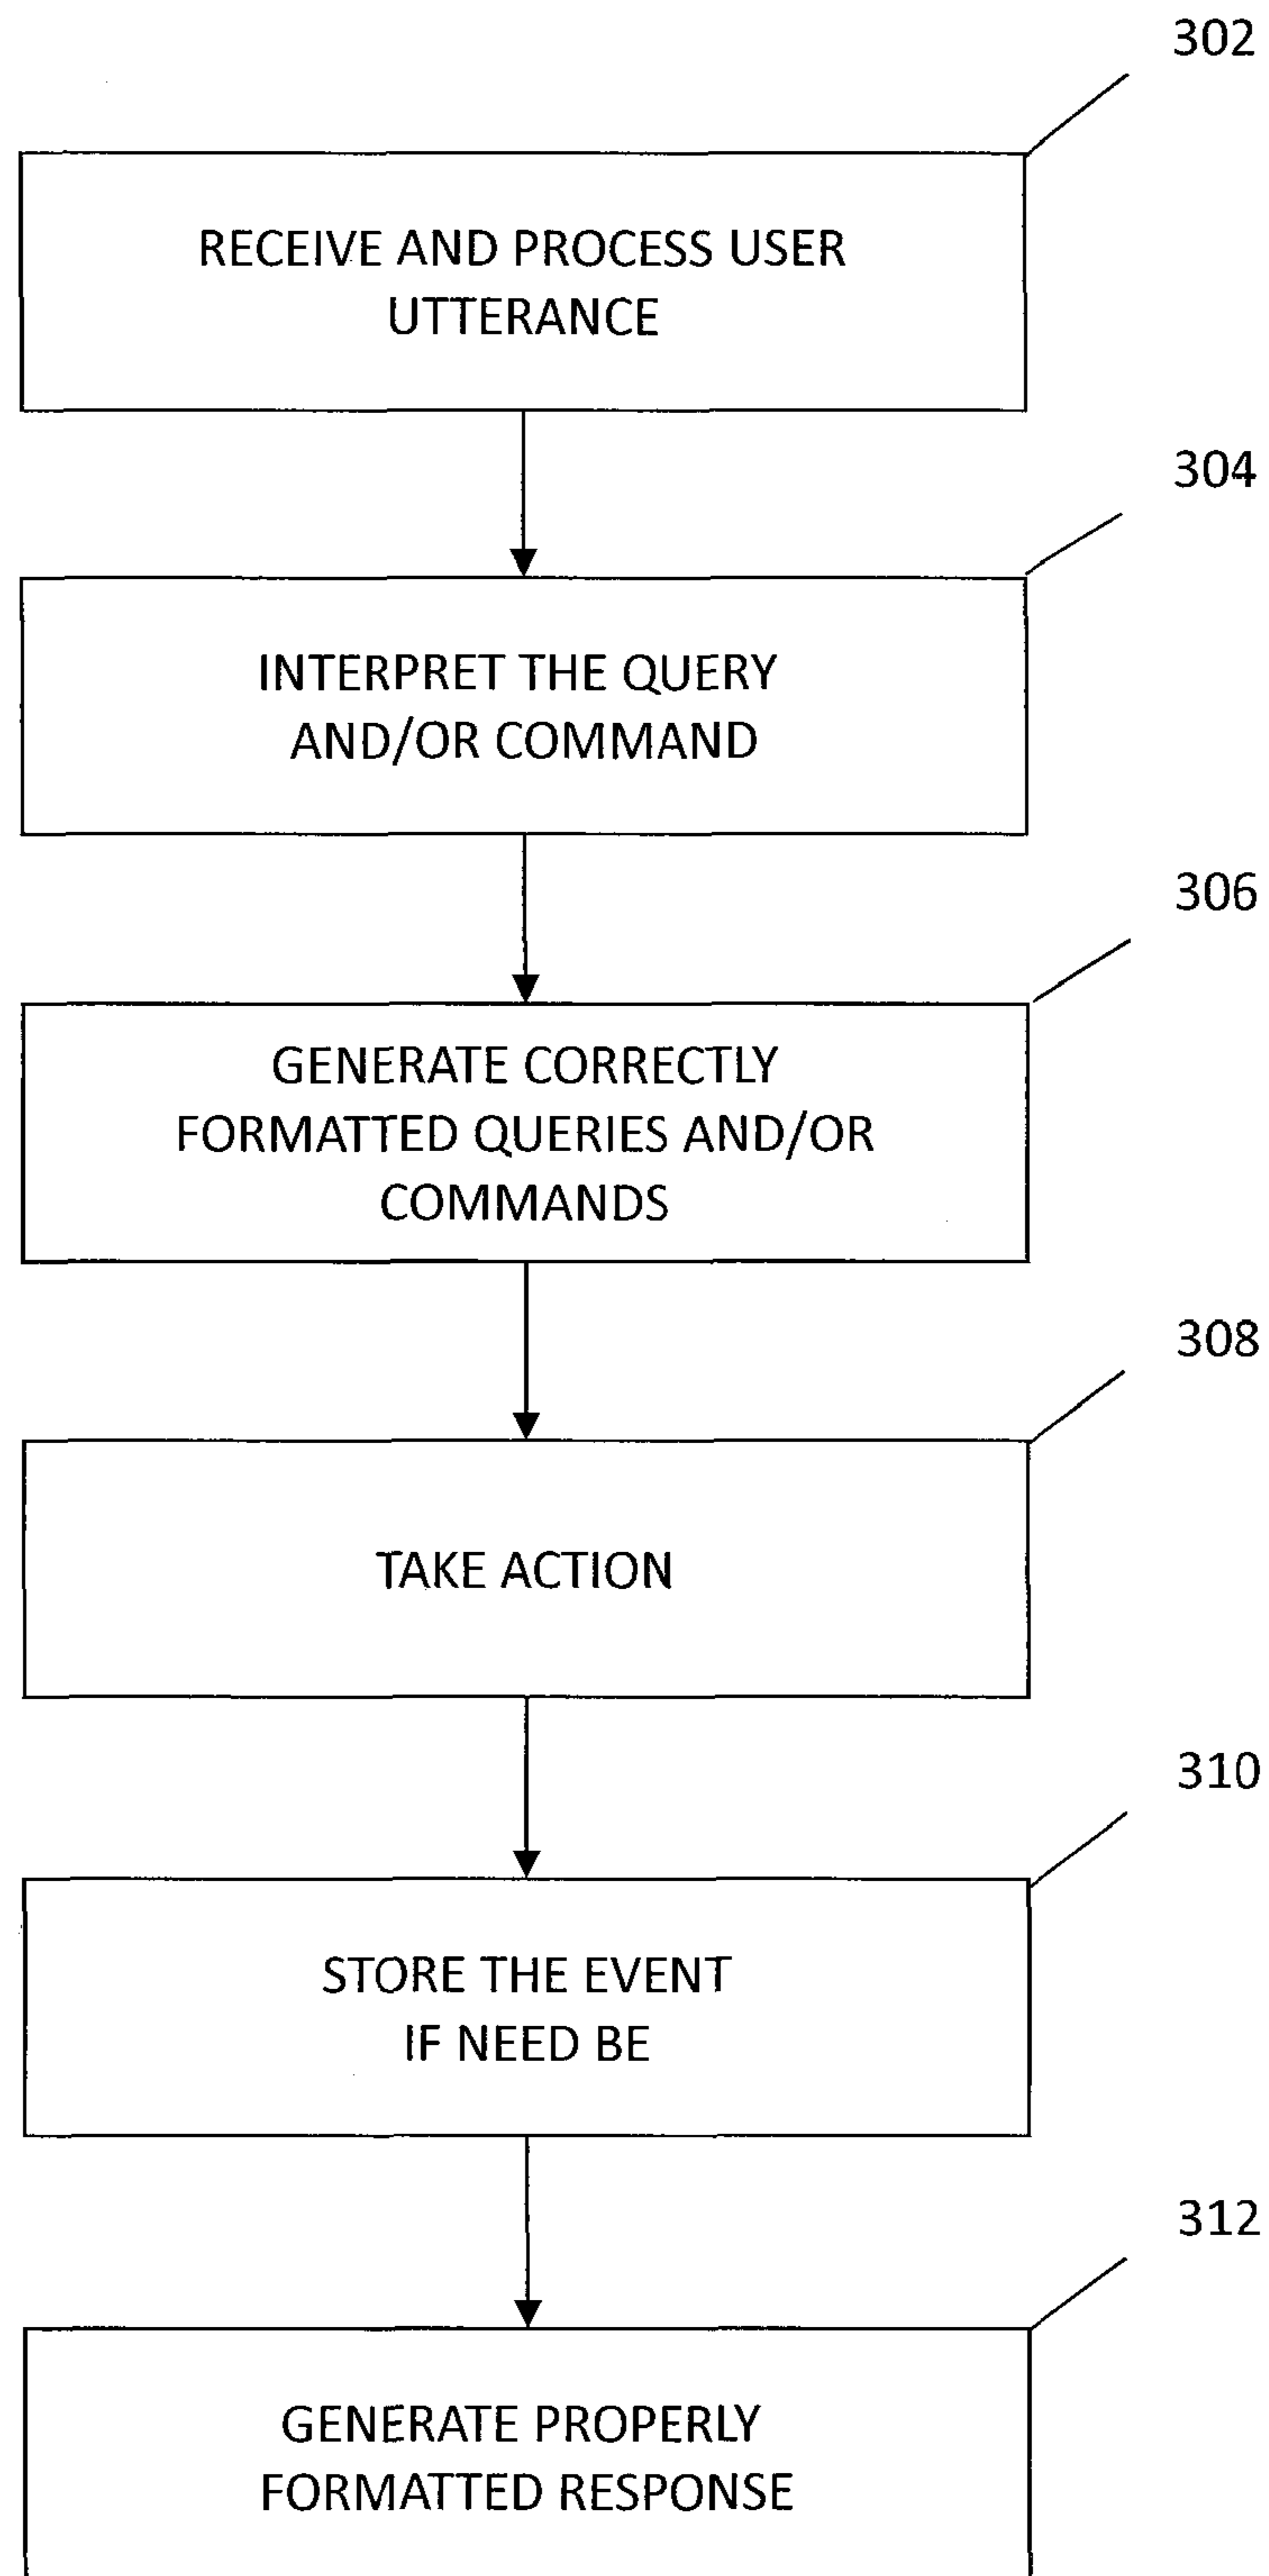 302
RECEIVE AND PROCESS USER
UTTERANCE
304
INTERPRET THE QUERY
AND/OR COMMAND
306
GENERATE CORRECTLY
FORMATTED QUERIES AND/OR
COMMANDS
308
TAKE ACTION
310
STORE THE EVENT
IF NEED BE
312
GENERATE PROPERLY
FORMATTED RESPONSE